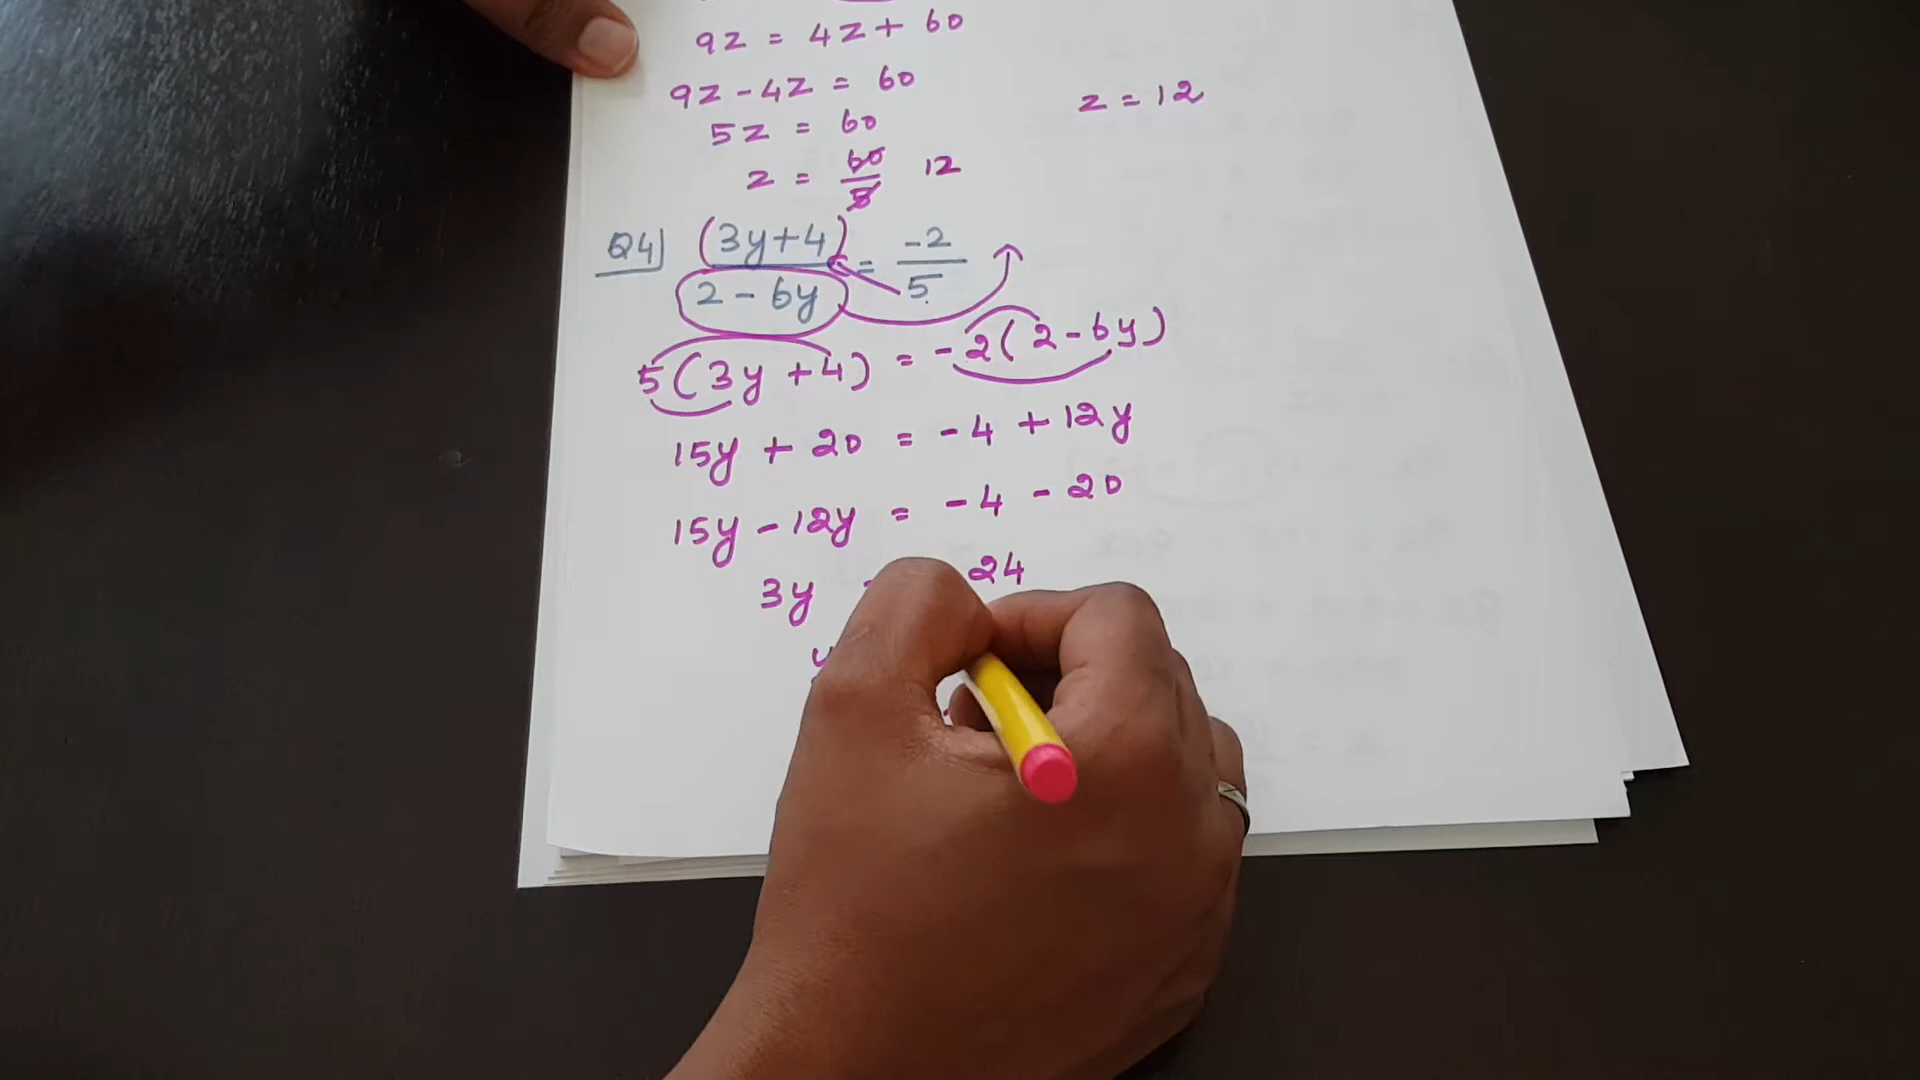 9z = 4z + 60
9z - 4z = 60
5z = 60
z = 12
z = 60/5 12
Q4) (3y+4)/(2-6y) = -2/5
5(3y+4) = -2(2-6y)
15y + 20 = -4 + 12y
15y - 12y = -4 - 20
3y 24